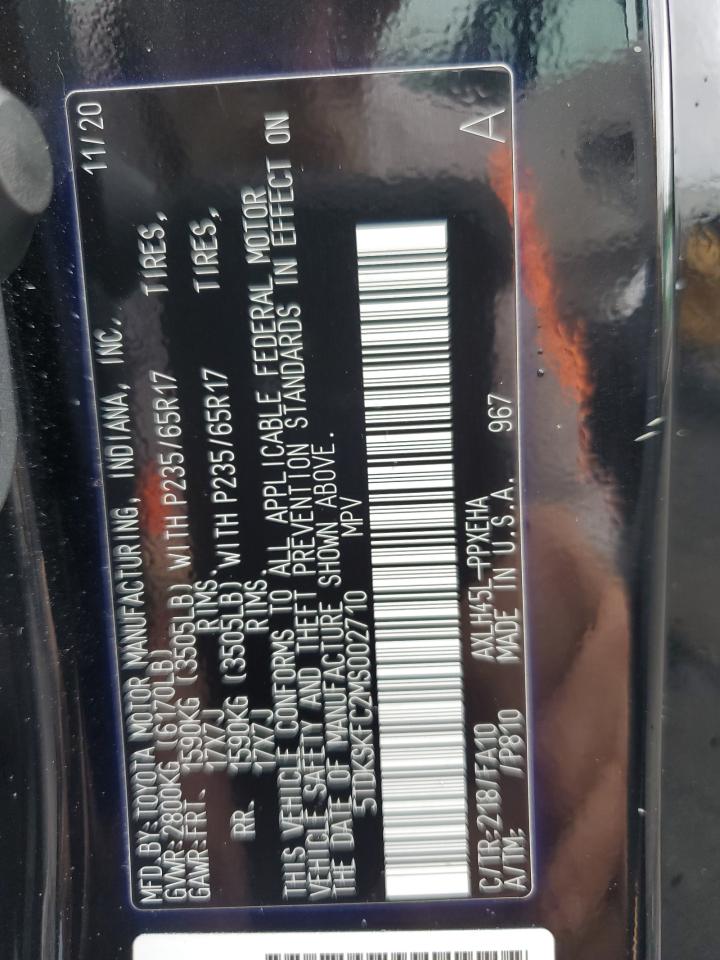 MFD BY: TOYOTA MOTOR MANUFACTURING, INDIANA, INC. 11/20
GVWR: 2800KG (6170LB)
GAWR: FRT. 1590KG (3505LB) WITH P235/65R17 TIRES,
17X7J RIMS.
RR. 1590KG (3505LB) WITH P235/65R17 TIRES,
17X7J RIMS.
THIS VEHICLE CONFORMS TO ALL APPLICABLE FEDERAL MOTOR
VEHICLE SAFETY AND THEFT PREVENTION STANDARDS IN EFFECT ON
THE DATE OF MANUFACTURE SHOWN ABOVE.
5TDKSKFC2MS002710 MPV
C/TR: 218/FA10 AXLH45L-PPXEHA 967 A
A/TM: /P810 MADE IN U.S.A.